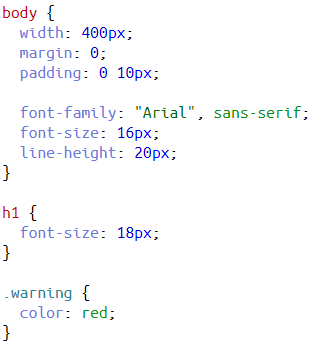 body {
  width: 400px;
  margin: 0;
  padding: 0 10px;

  font-family: "Arial", sans-serif;
  font-size: 16px;
  line-height: 20px;
}

h1 {
  font-size: 18px;
}

.warning {
  color: red;
}